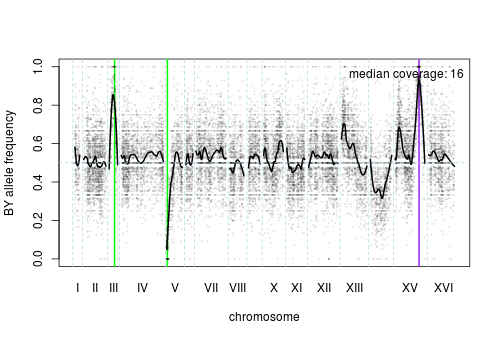 median coverage: 16
BY allele frequency
0.0 0.2 0.4 0.6 0.8 1.0
I II III IV V VII VIII X XI XII XIII XV XVI
chromosome